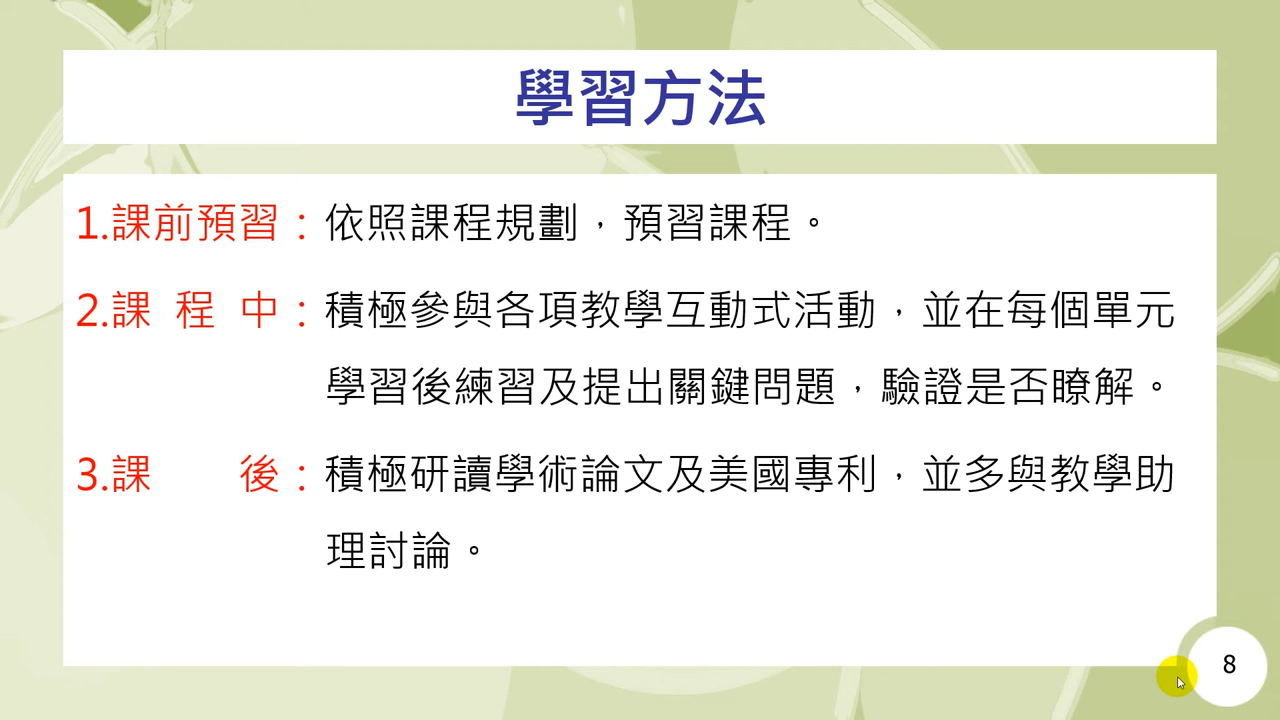 學習方法
1.課前預習：依照課程規劃，預習課程。
2.課 程 中：積極參與各項教學互動式活動，並在每個單元
學習後練習及提出關鍵問題，驗證是否瞭解。
3.課 後：積極研讀學術論文及美國專利，並多與教學助
理討論。
8